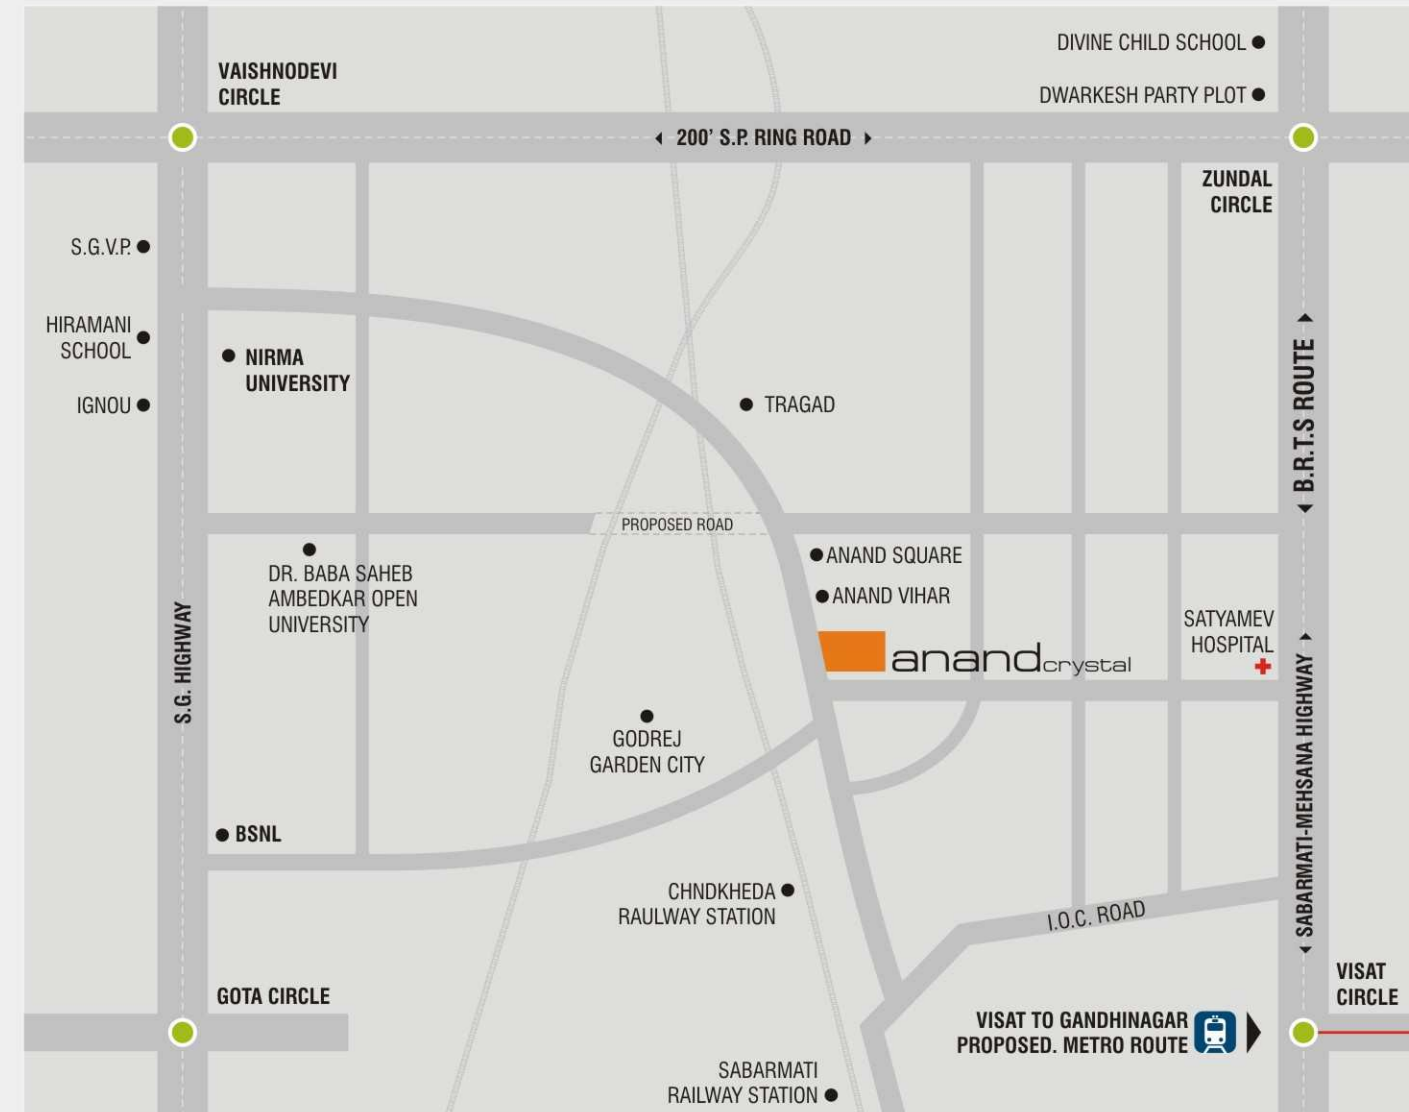 DIVINE CHILD SCHOOL
VAISHNODEVI
CIRCLE
DWARKESH PARTY PLOT
200' S.P. RING ROAD
ZUNDAL
CIRCLE
S.G.V.P.
HIRAMANI
SCHOOL
NIRMA
UNIVERSITY
IGNOU
TRAGAD
B.R.T.S ROUTE
PROPOSED ROAD
ANAND SQUARE
DR. BABA SAHEB
AMBEDKAR OPEN
UNIVERSITY
ANAND VIHAR
SATYAMEV
HOSPITAL
anandcrystal
S.G. HIGHWAY
GODREJ
GARDEN CITY
SABARMATI-MEHSANA HIGHWAY
BSNL
CHNDKHEDA
RAULWAY STATION
I.O.C. ROAD
GOTA CIRCLE
VISAT
CIRCLE
VISAT TO GANDHINAGAR
PROPOSED. METRO ROUTE
SABARMATI
RAILWAY STATION